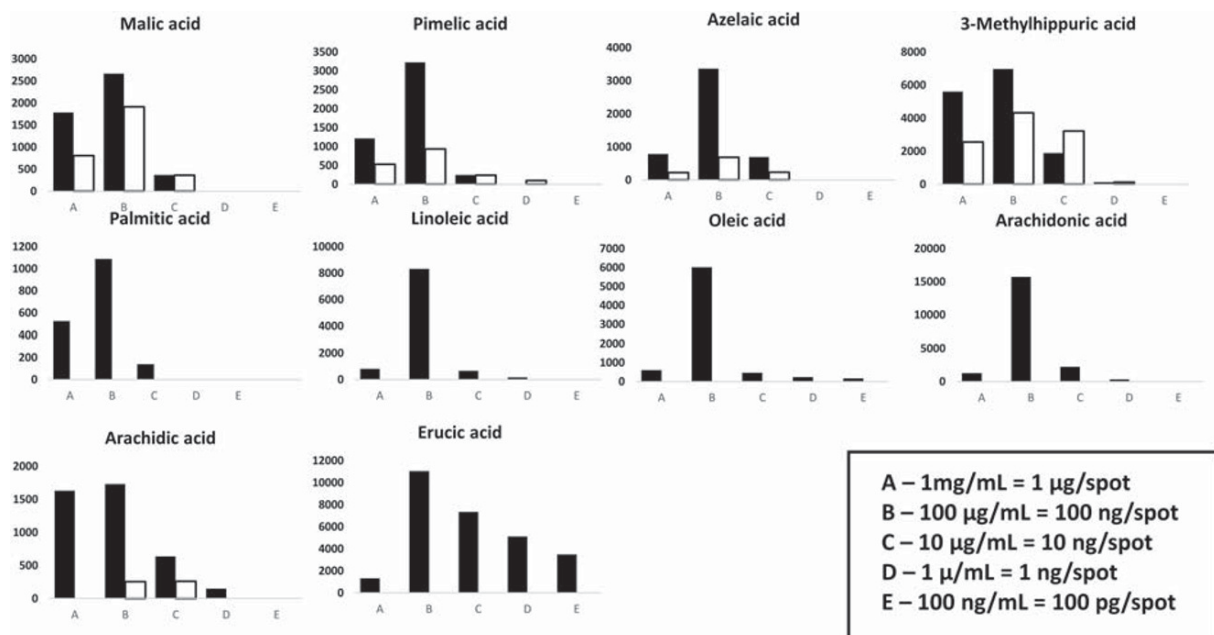 Malic acid
3000
2500
2000
1500
1000
500
0
A B C D E
Pimelic acid
3500
3000
2500
2000
1500
1000
500
0
A B C D E
Azelaic acid
4000
3000
2000
1000
0
A B C D E
3-Methylhippuric acid
8000
6000
4000
2000
0
A B C D E
Palmitic acid
1200
1000
800
600
400
200
0
A B C D E
Linoleic acid
10000
8000
6000
4000
2000
0
A B C D E
Oleic acid
7000
6000
5000
4000
3000
2000
1000
0
A B C D E
Arachidonic acid
20000
15000
10000
5000
0
A B C D E
Arachidic acid
2000
1500
1000
500
0
A B C D E
Erucic acid
12000
10000
8000
6000
4000
2000
0
A B C D E
A – 1mg/mL = 1 μg/spot
B – 100 μg/mL = 100 ng/spot
C – 10 μg/mL = 10 ng/spot
D – 1 μ/mL = 1 ng/spot
E – 100 ng/mL = 100 pg/spot